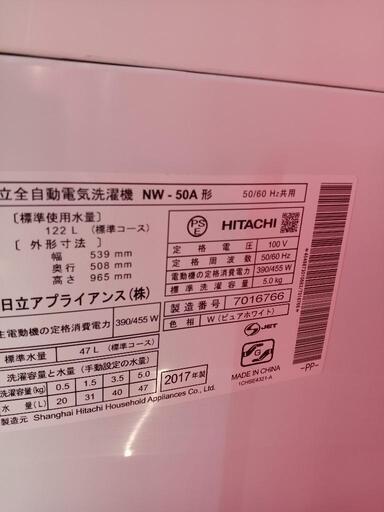 立全自動電気洗濯機 NW-50A 形 50/60 Hz共用
〔標準使用水量〕
122 L (標準コース)
〔外形寸法〕
幅 539 mm
奥行 508 mm
高さ 965 mm
日立アプライアンス(株)
PSE
HITACHI
定格電圧 100 V
定格周波数 50/60 Hz
電動機の定格消費電力 390/455 W
標準洗濯容量 5.0 kg
製造番号 7016766
色相 W(ピュアホワイト)
主電動機の定格消費電力 390/455 W
標準水量 47 L (標準コース)
洗濯容量と水量 (手動設定の水量)
洗濯容量(kg) 0.5 1.5 3.5 5.0
水量(L) 20 31 40 47
製造元 Shanghai Hitachi Household Appliances Co., Ltd.
2017年製
S-JET
G
1CHSE4321-A
-PP-